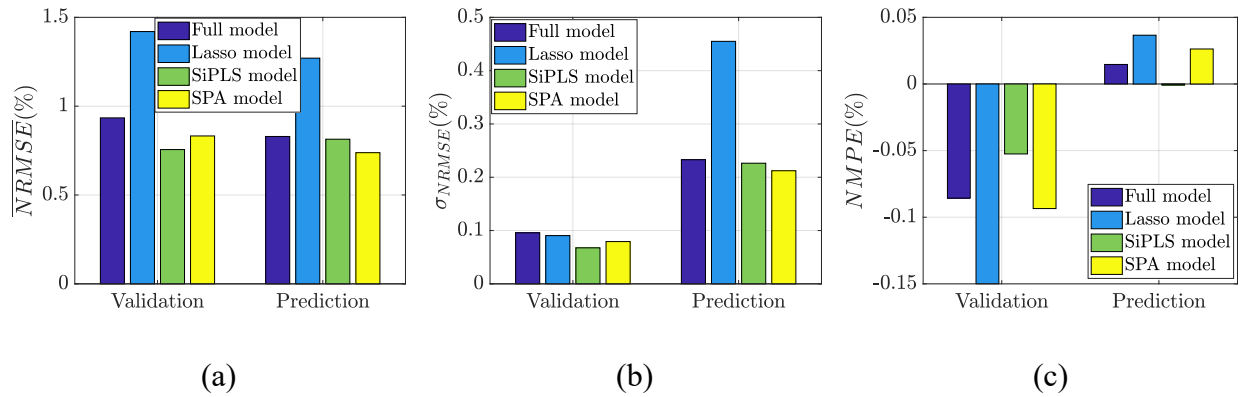 1.5
1
0.5
0
NRMSE(%)
Full model
Lasso model
SiPLS model
SPA model
Validation Prediction
(a)
0.5
0.4
0.3
0.2
0.1
0
σNRMSE(%)
Full model
Lasso model
SiPLS model
SPA model
Validation Prediction
(b)
0.05
0
-0.05
-0.1
-0.15
NMPE(%)
Full model
Lasso model
SiPLS model
SPA model
Validation Prediction
(c)